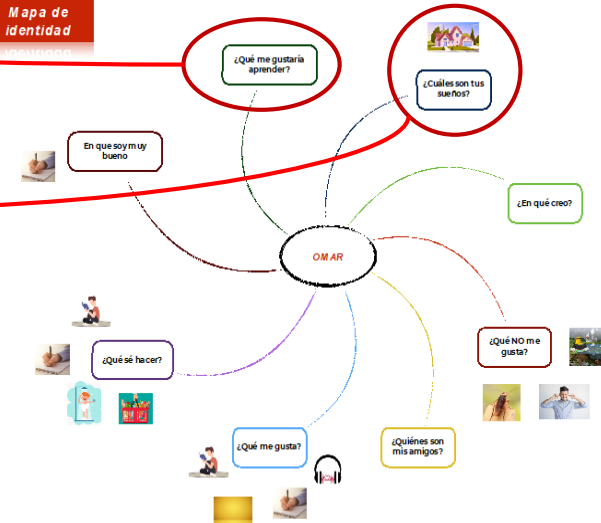 Mapa de
identidad
¿Qué me gustaría
aprender?
¿Cuáles son tus
sueños?
En que soy muy
bueno
¿En qué creo?
OMAR
¿Qué NO me
gusta?
¿Qué sé hacer?
¿Qué me gusta?
¿Quiénes son
mis amigos?